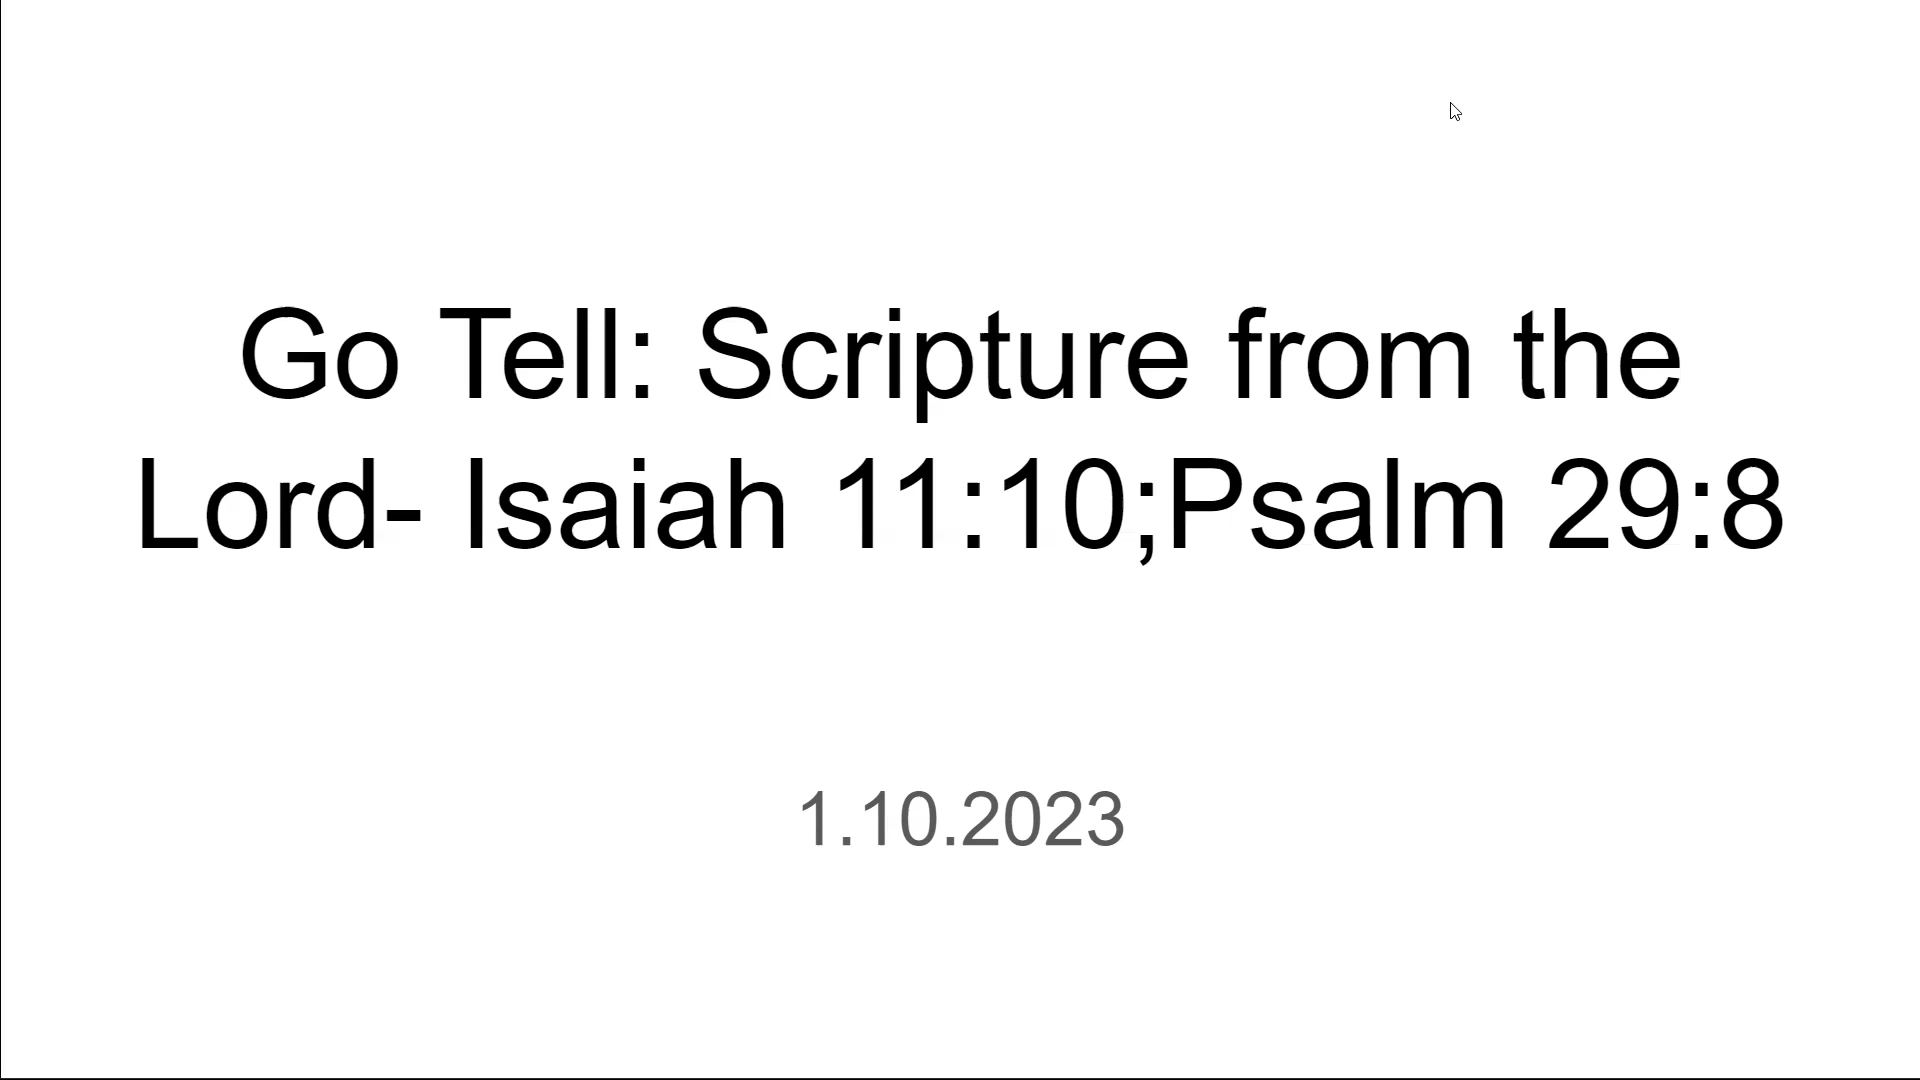 Go Tell: Scripture from the
Lord- Isaiah 11:10;Psalm 29:8
1.10.2023